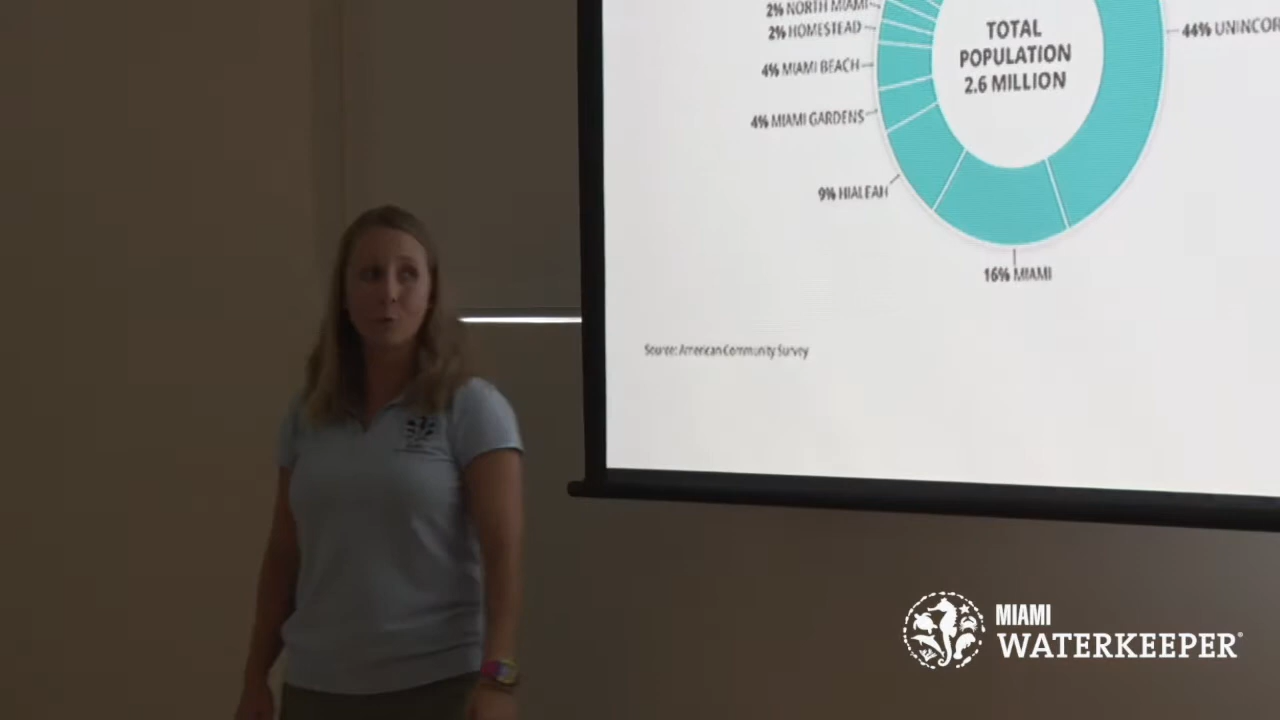 2% NORTH MIAMI
2% HOMESTEAD
4% MIAMI BEACH
4% MIAMI GARDENS
9% HIALEAH
16% MIAMI
44% UNINCOR
TOTAL
POPULATION
2.6 MILLION
Source: American Community Survey
MIAMI
WATERKEEPER®